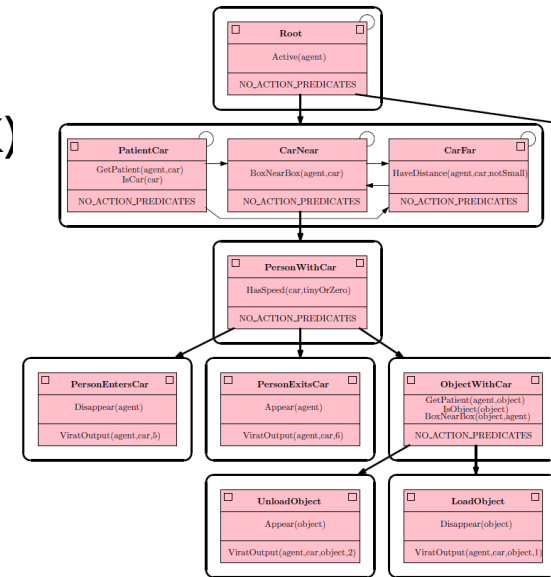 Root
Active(agent)
NO_ACTION_PREDICATES
)
PatientCar
GetPatient(agent,car)
IsCar(car)
NO_ACTION_PREDICATES
CarNear
BoxNearBox(agent,car)
NO_ACTION_PREDICATES
CarFar
HaveDistance(agent,car,notSmall)
NO_ACTION_PREDICATES
PersonWithCar
HasSpeed(car,tinyOrZero)
NO_ACTION_PREDICATES
PersonEntersCar
Disappear(agent)
ViratOutput(agent,car,5)
PersonExitsCar
Appear(agent)
ViratOutput(agent,car,6)
ObjectWithCar
GetPatient(agent,object)
IsObject(object)
BoxNearBox(object,agent)
NO_ACTION_PREDICATES
UnloadObject
Appear(object)
ViratOutput(agent,car,object,2)
LoadObject
Disappear(object)
ViratOutput(agent,car,object,1)